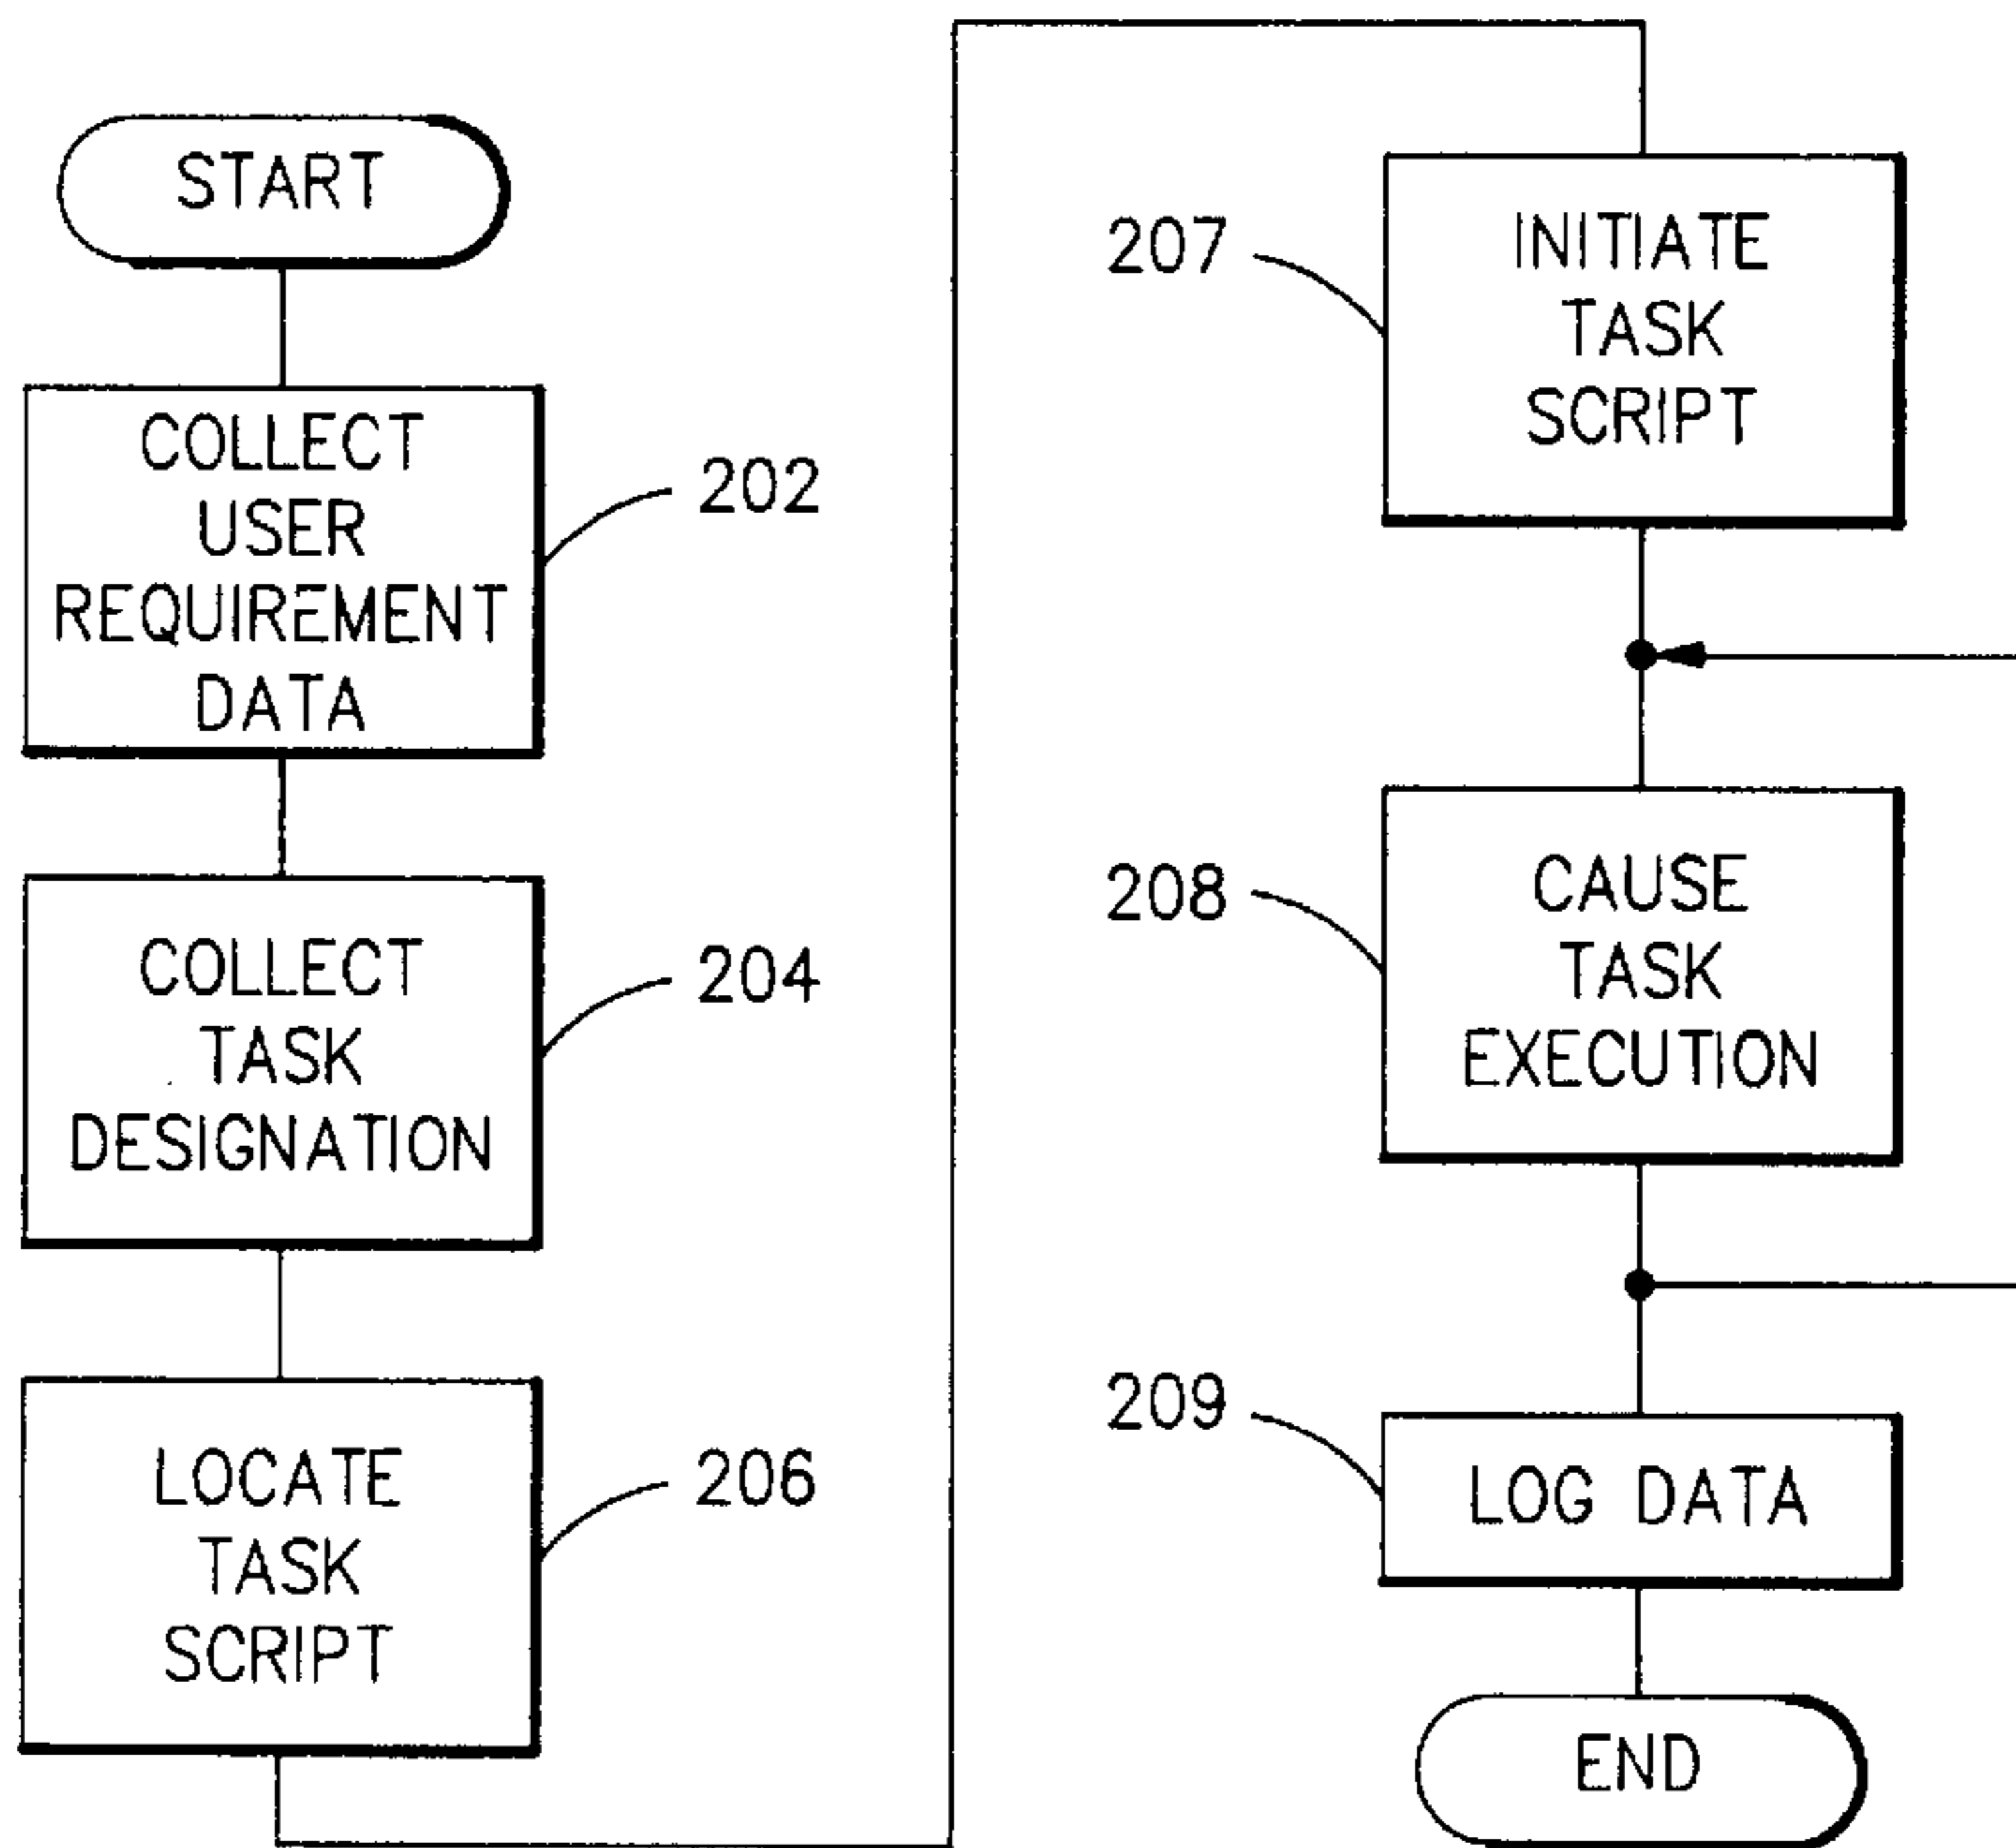 START
COLLECT
USER
REQUIREMENT
DATA
202
COLLECT
TASK
DESIGNATION
204
LOCATE
TASK
SCRIPT
206
207
INITIATE
TASK
SCRIPT
208
CAUSE
TASK
EXECUTION
209
LOG DATA
END